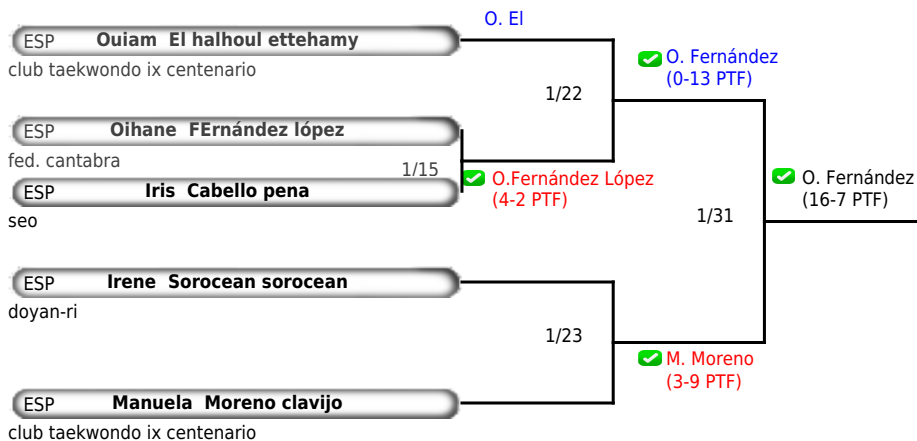 O. El
ESP Ouiam El halhoul ettehamy
club taekwondo ix centenario
O. Fernández
(0-13 PTF)
1/22
ESP Oihane FErnández lópez
fed. cantabra
1/15
O.Fernández López
(4-2 PTF)
O. Fernández
(16-7 PTF)
ESP Iris Cabello pena
seo
1/31
ESP Irene Sorocean sorocean
doyan-ri
1/23
M. Moreno
(3-9 PTF)
ESP Manuela Moreno clavijo
club taekwondo ix centenario